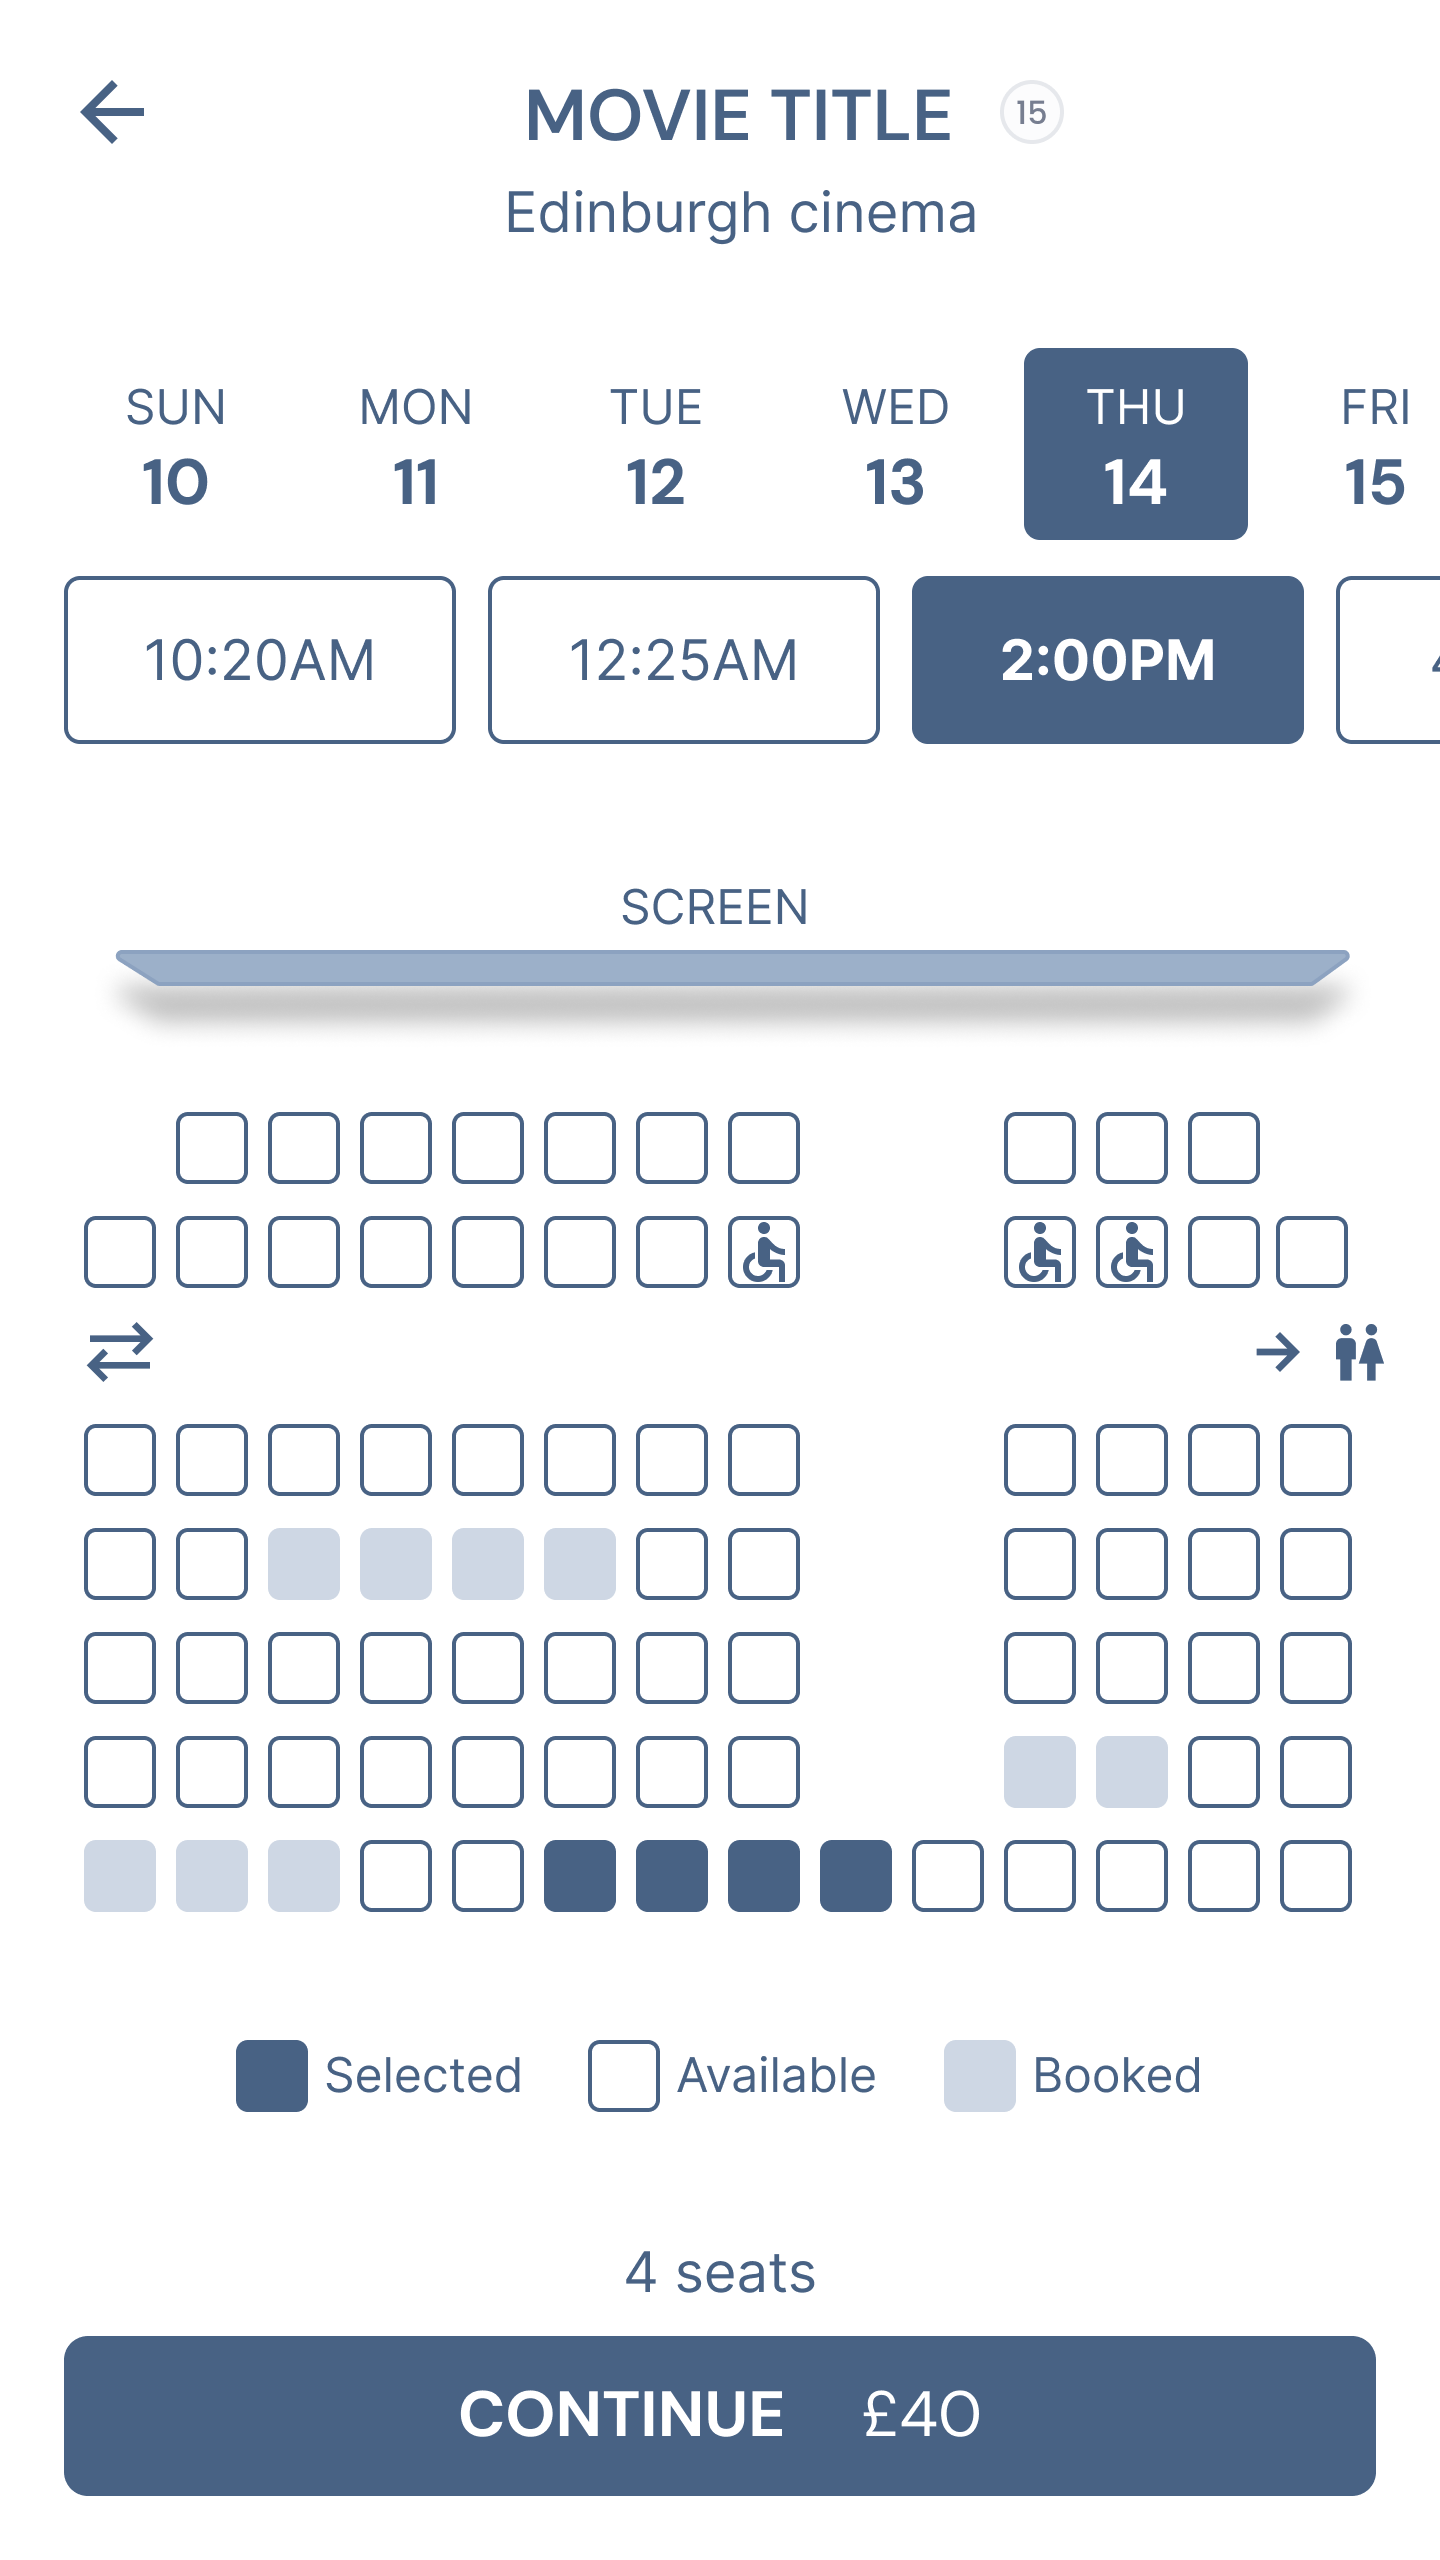 MOVIE TITLE 15
Edinburgh cinema
SUN MON TUE WED THU FRI
10 11 12 13 14 15
10:20AM 12:25AM 2:00PM
SCREEN
Selected Available Booked
4 seats
CONTINUE £40